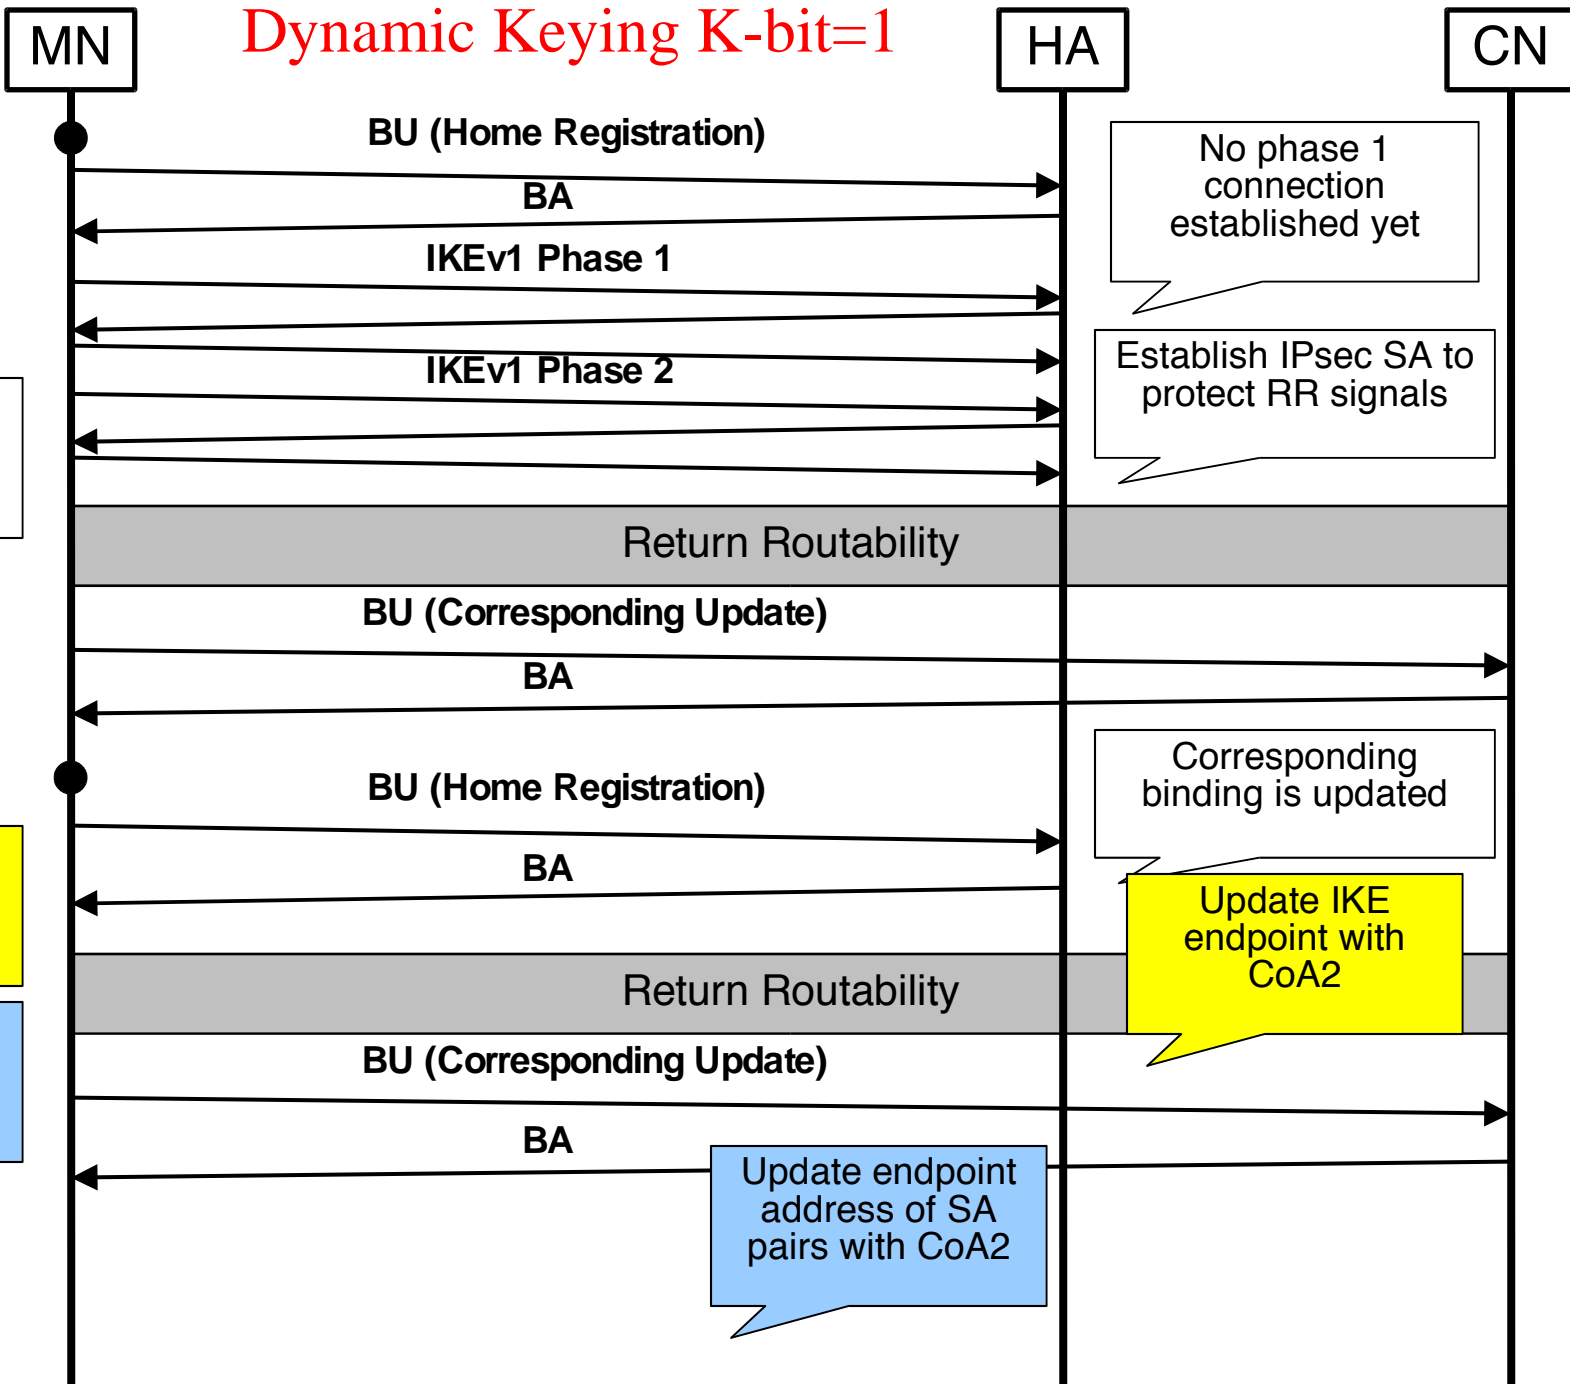 MN
Dynamic Keying K-bit=1
HA
CN
BU (Home Registration)
No phase 1
connection
established yet
BA
IKEv1 Phase 1
Establish IPsec SA to
protect RR signals
IKEv1 Phase 2
Return Routability
BU (Corresponding Update)
BA
Corresponding
binding is updated
BU (Home Registration)
BA
Update IKE
endpoint with
CoA2
Return Routability
BU (Corresponding Update)
BA
Update endpoint
address of SA
pairs with CoA2